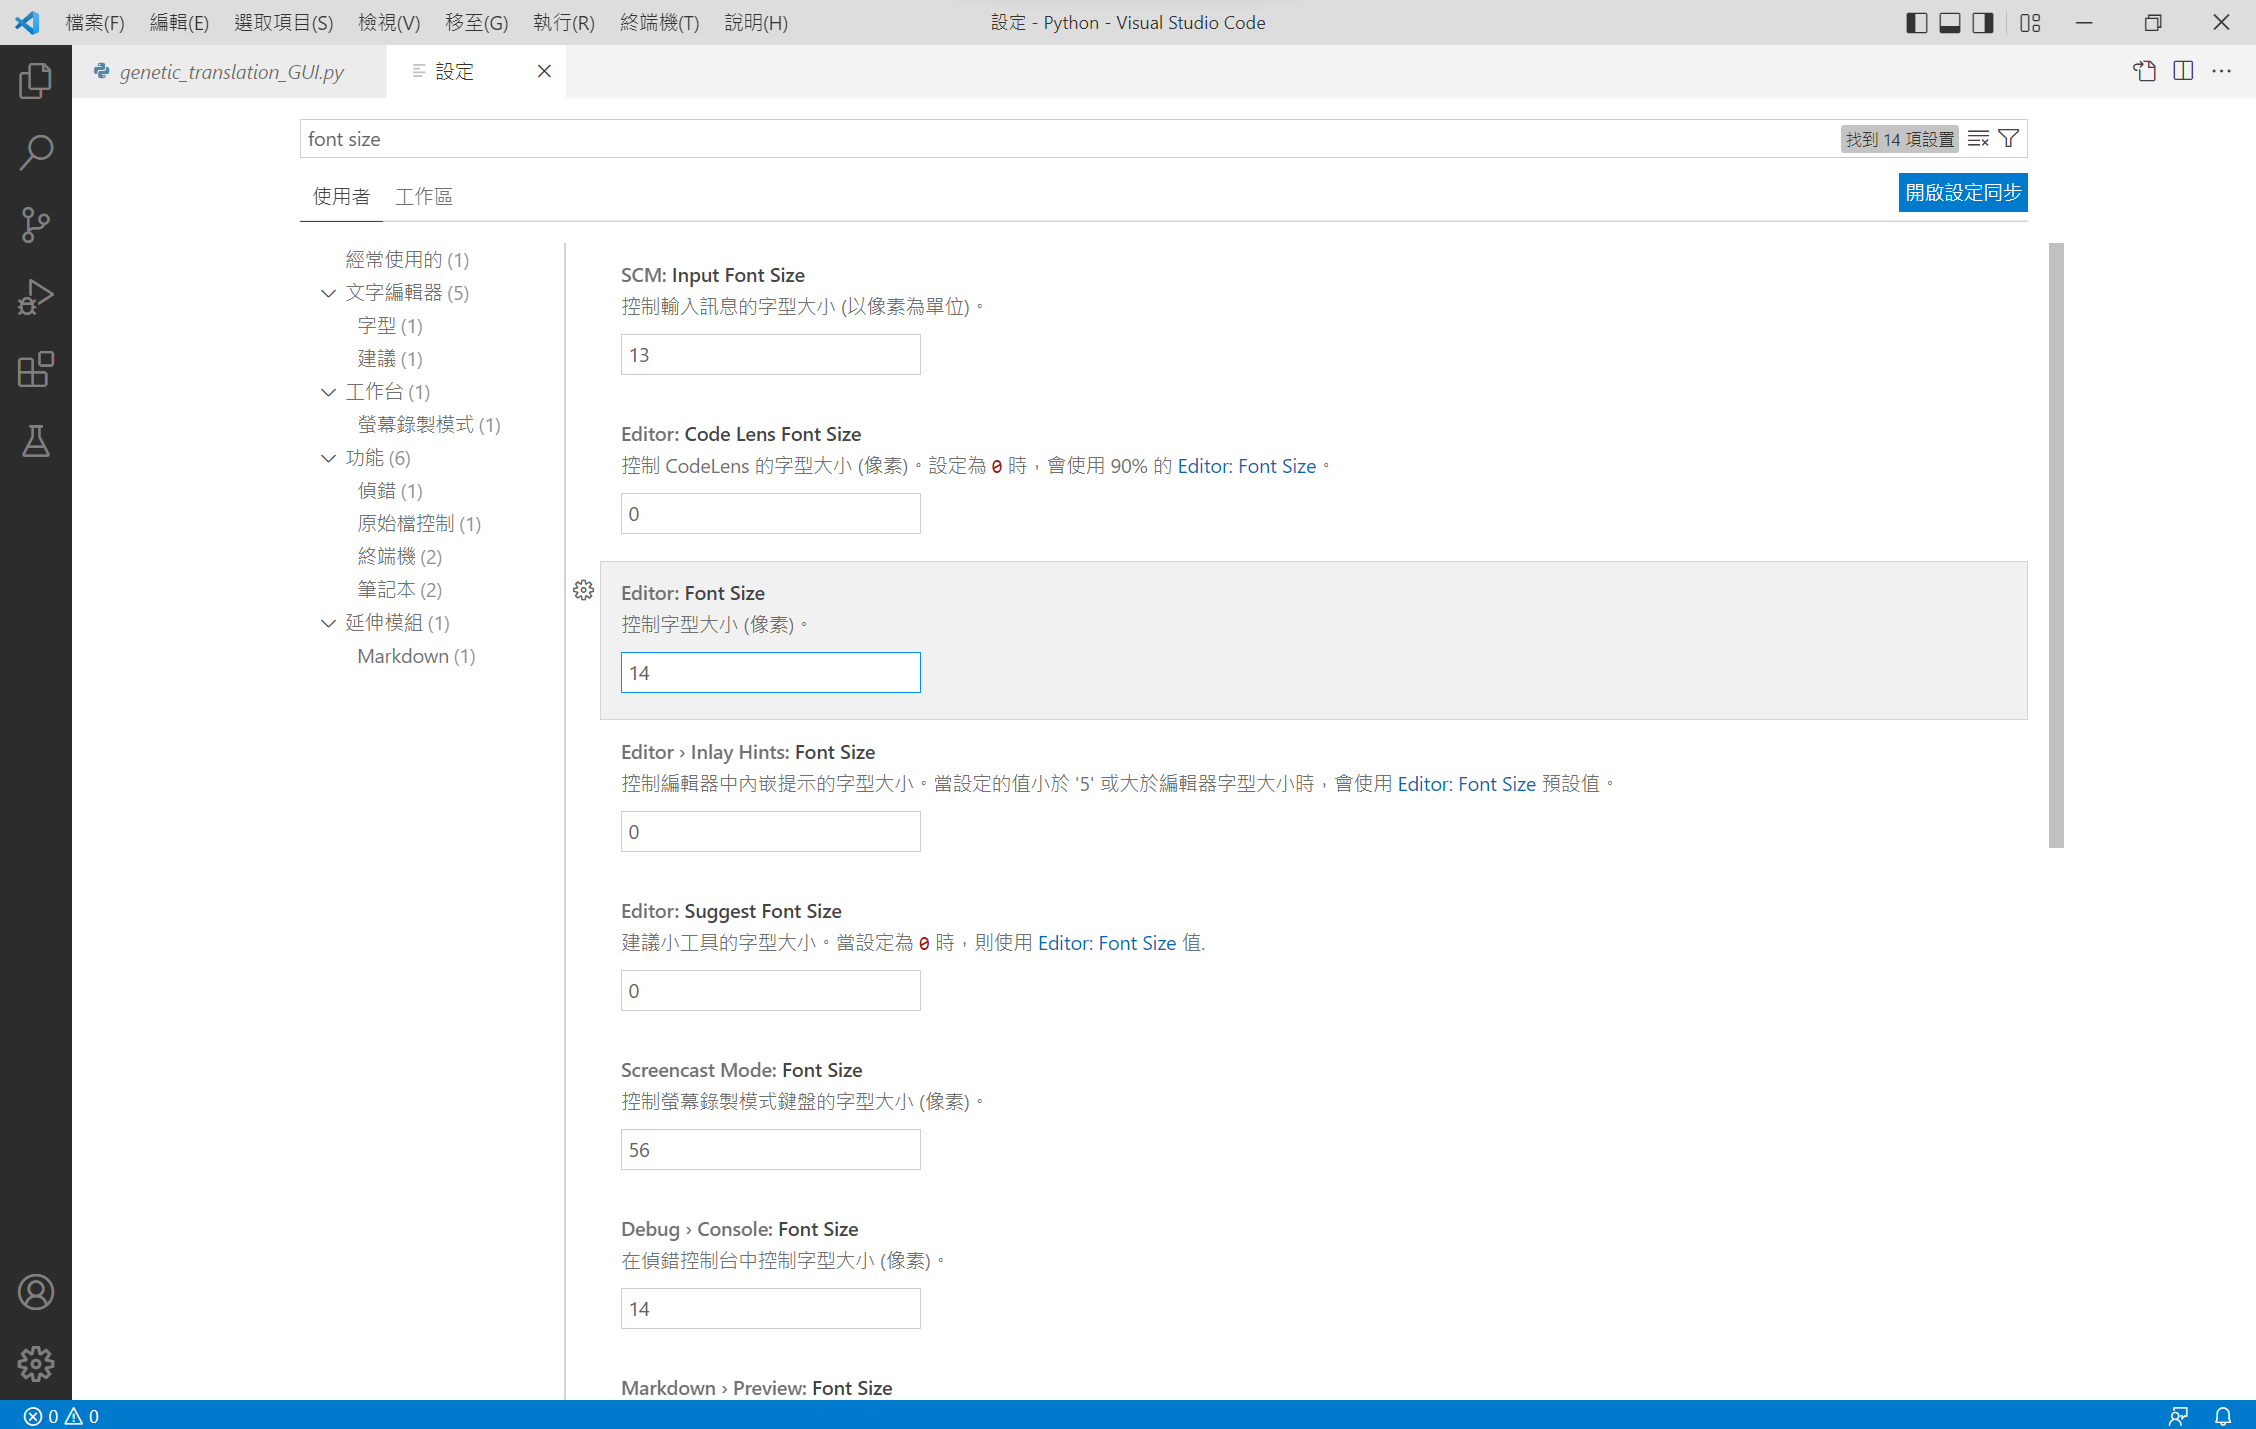 檔案(F) 編輯(E) 選取項目(S) 檢視(V) 移至(G) 執行(R) 終端機(T) 說明(H) 設定 - Python - Visual Studio Code
genetic_translation_GUI.py 設定
font size 找到 14 項設置
使用者 工作區 開啟設定同步
經常使用的 (1)
文字編輯器 (5)
字型 (1)
建議 (1)
工作台 (1)
螢幕錄製模式 (1)
功能 (6)
偵錯 (1)
原始檔控制 (1)
終端機 (2)
筆記本 (2)
延伸模組 (1)
Markdown (1)
SCM: Input Font Size
控制輸入訊息的字型大小 (以像素為單位)。
13
Editor: Code Lens Font Size
控制 CodeLens 的字型大小 (像素)。設定為 0 時，會使用 90% 的 Editor: Font Size。
0
Editor: Font Size
控制字型大小 (像素)。
14
Editor › Inlay Hints: Font Size
控制編輯器中內嵌提示的字型大小。當設定的值小於 '5' 或大於編輯器字型大小時，會使用 Editor: Font Size 預設值。
0
Editor: Suggest Font Size
建議小工具的字型大小。當設定為 0 時，則使用 Editor: Font Size 值.
0
Screencast Mode: Font Size
控制螢幕錄製模式鍵盤的字型大小 (像素)。
56
Debug › Console: Font Size
在偵錯控制台中控制字型大小 (像素)。
14
Markdown › Preview: Font Size
0 0